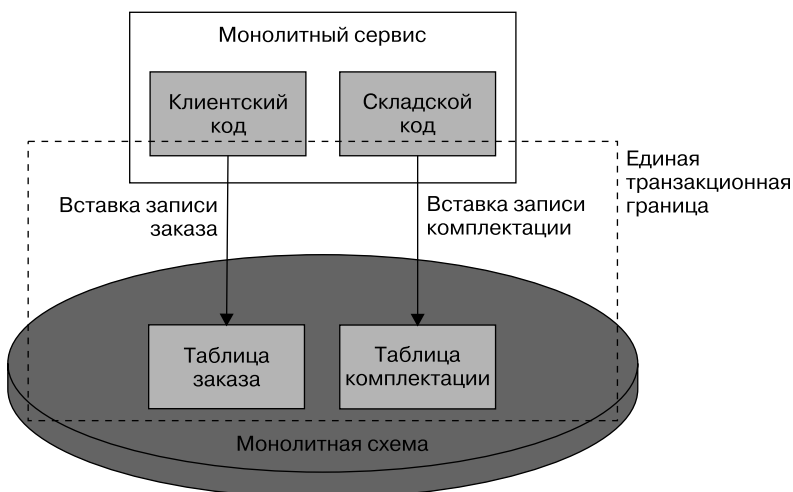 Монолитный сервис
Клиентский
код
Складской
код
Единая
транзакционная
граница
Вставка записи
заказа
Вставка записи
комплектации
Таблица
заказа
Таблица
комплектации
Монолитная схема